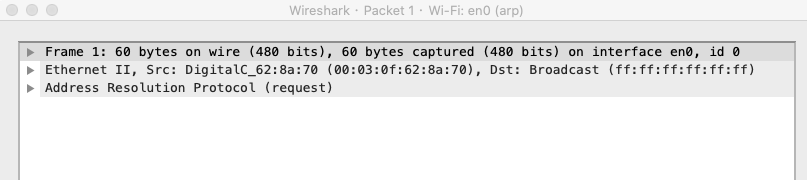 Wireshark · Packet 1 · Wi-Fi: en0 (arp)
Frame 1: 60 bytes on wire (480 bits), 60 bytes captured (480 bits) on interface en0, id 0
Ethernet II, Src: DigitalC_62:8a:70 (00:03:0f:62:8a:70), Dst: Broadcast (ff:ff:ff:ff:ff:ff)
Address Resolution Protocol (request)